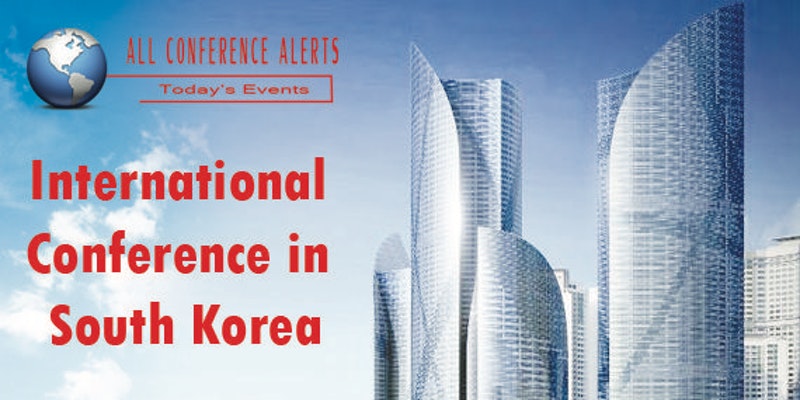 ALL CONFERENCE ALERTS
Today's Events
International
Conference in
South Korea